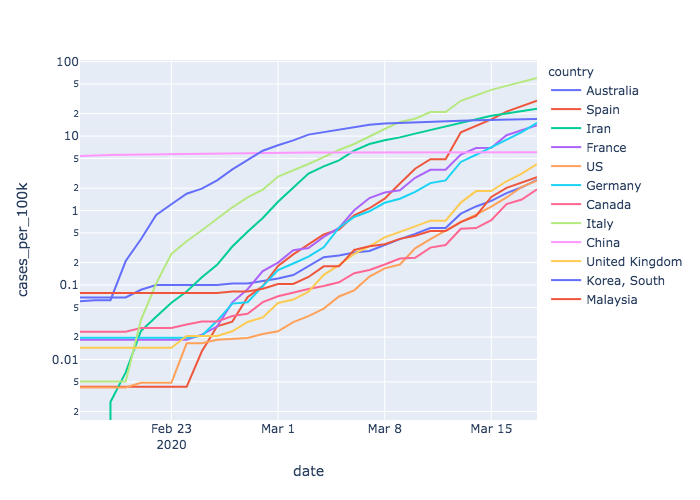 country
Australia
Spain
Iran
France
US
Germany
Canada
Italy
China
United Kingdom
Korea, South
Malaysia
cases_per_100k
100
5
2
10
5
2
1
5
2
0.1
5
2
0.01
5
2
Feb 23
2020
Mar 1
Mar 8
Mar 15
date